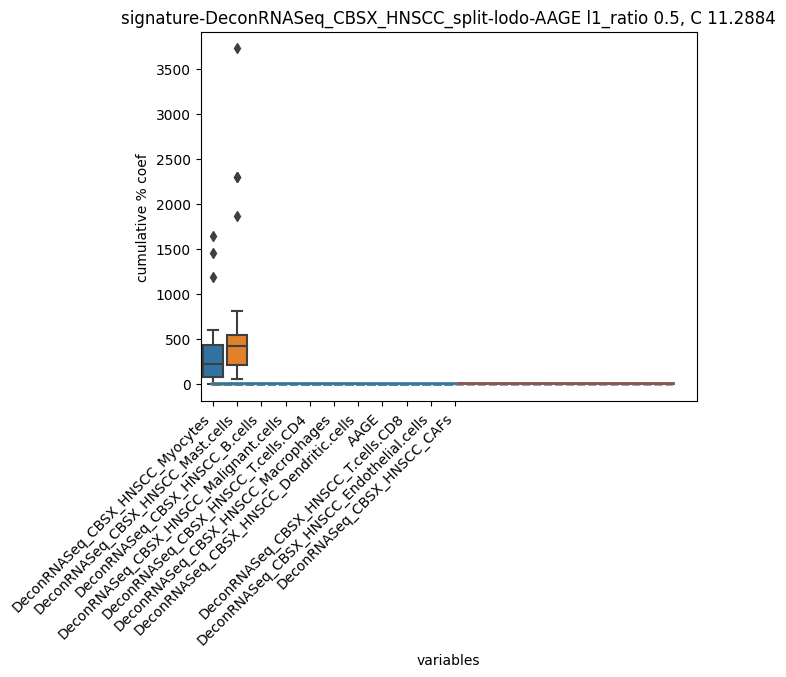 signature-DeconRNASeq_CBSX_HNSCC_split-lodo-AAGE l1_ratio 0.5, C 11.2884
cumulative % coef
3500
3000
2500
2000
1500
1000
500
0
DeconRNASeq_CBSX_HNSCC_Myocytes
DeconRNASeq_CBSX_HNSCC_Mast.cells
DeconRNASeq_CBSX_HNSCC_B.cells
DeconRNASeq_CBSX_HNSCC_Malignant.cells
DeconRNASeq_CBSX_HNSCC_T.cells.CD4
DeconRNASeq_CBSX_HNSCC_Macrophages
DeconRNASeq_CBSX_HNSCC_Dendritic.cells
AAGE
DeconRNASeq_CBSX_HNSCC_T.cells.CD8
DeconRNASeq_CBSX_HNSCC_Endothelial.cells
DeconRNASeq_CBSX_HNSCC_CAFs
variables